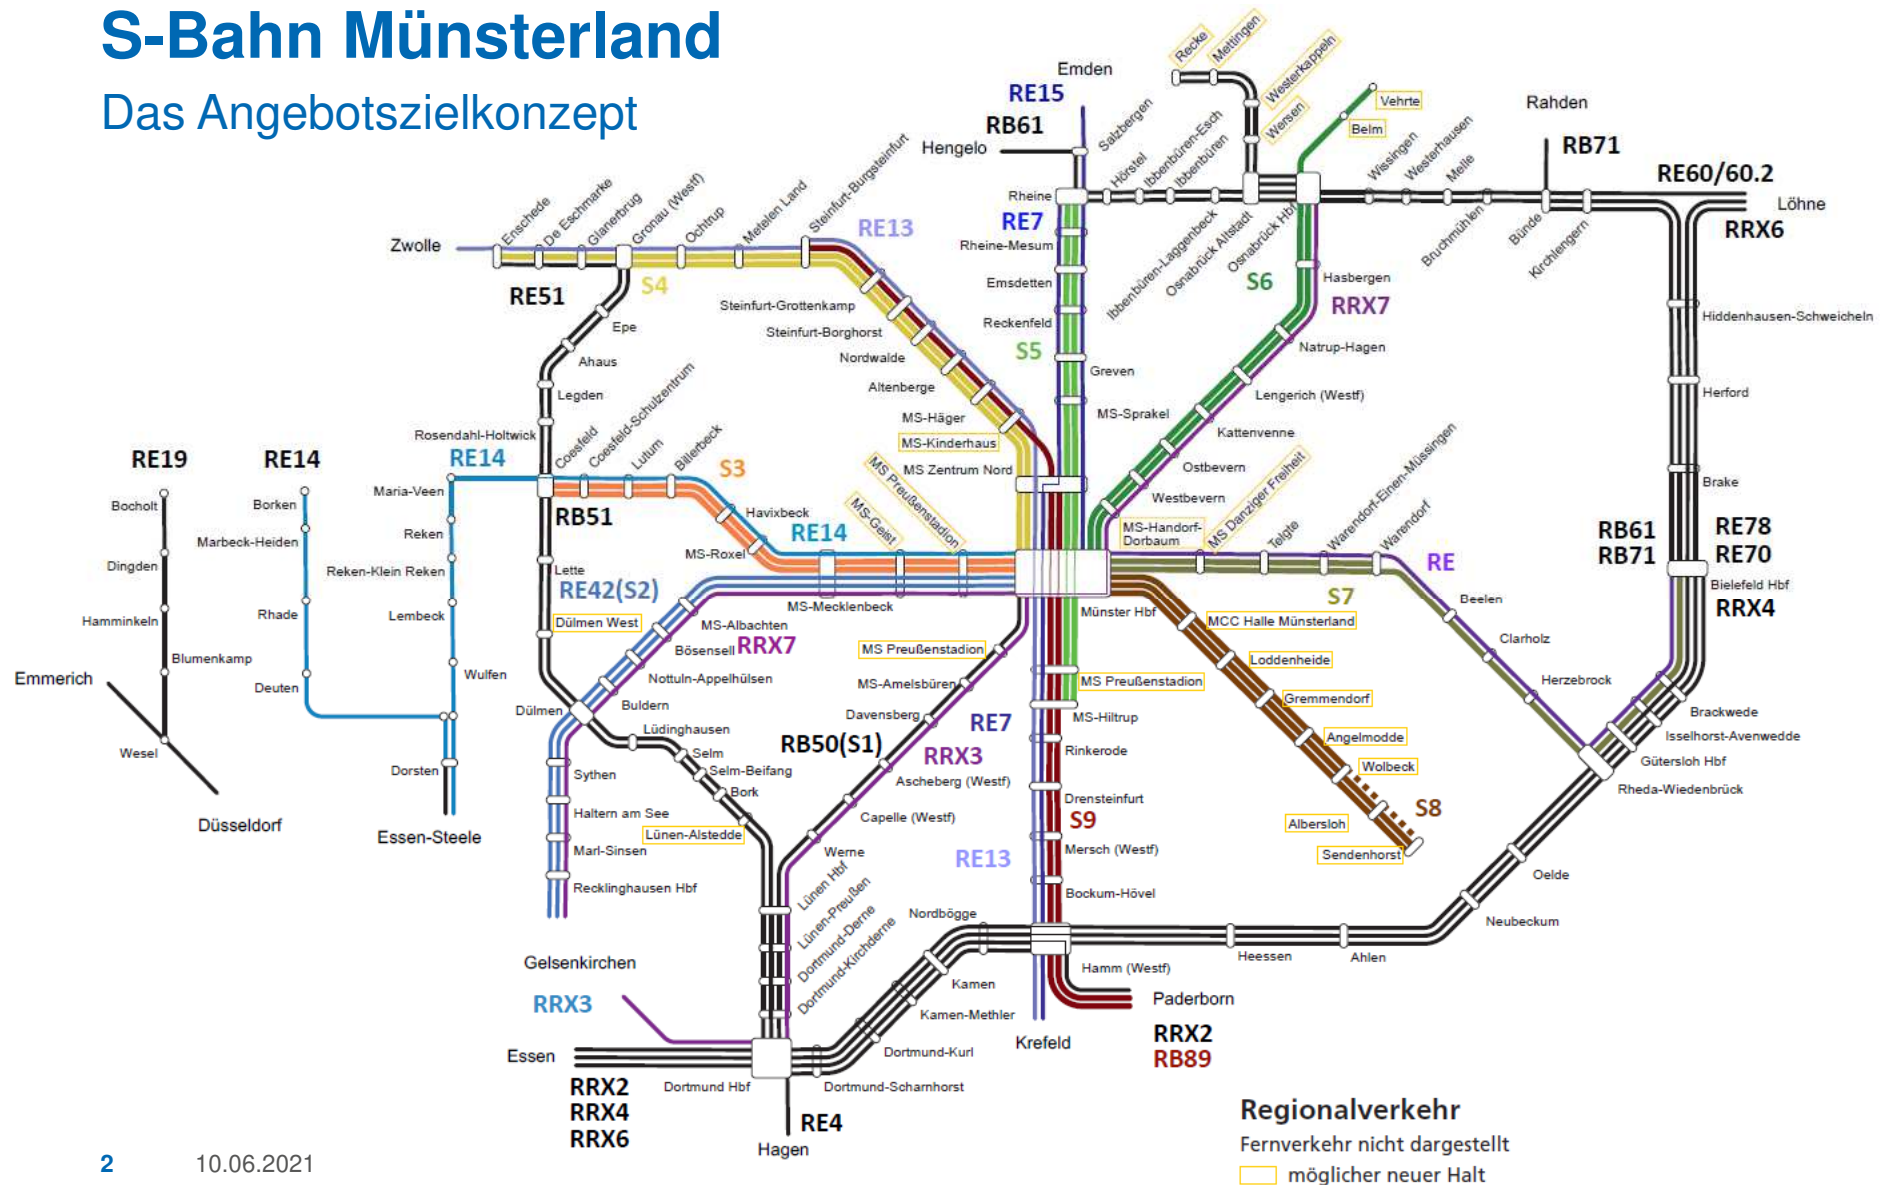 S-Bahn Münsterland
Das Angebotszielkonzept
Recke
Mettingen
Westerkappeln
Wersen
Vehrte
Belm
Emden
RE15
RB61
Hengelo
Salzbergen
Hörstel
Ibbenbüren-Esch
Ibbenbüren
Ibbenbüren-Laggenbeck
Osnabrück Altstadt
Osnabrück Hbf
Wissingen
Westerhausen
Melle
Bruchmühlen
Bünde
Kirchlengern
Rahden
RB71
RE60/60.2
Löhne
RRX6
Zwolle
Enschede
De Eschmarke
Glanerbrug
Gronau (Westf)
Ochtrup
Metelen Land
Steinfurt-Burgsteinfurt
RE13
RE51
S4
Steinfurt-Grottenkamp
Steinfurt-Borghorst
Nordwalde
Altenberge
MS-Häger
MS-Kinderhaus
MS Zentrum Nord
Rheine
RE7
Rheine-Mesum
Emsdetten
Reckenfeld
S5
Greven
MS-Sprakel
S6
Hasbergen
RRX7
Natrup-Hagen
Lengerich (Westf)
Kattenvenne
Ostbevern
Westbevern
MS-Handorf-
Dorbaum
Hiddenhausen-Schweicheln
Herford
Brake
RB61
RB71
RE78
RE70
Bielefeld Hbf
RRX4
Epe
Ahaus
Legden
Rosendahl-Holtwick
Coesfeld
Coesfeld-Schulzentrum
Lutum
Billerbeck
S3
Havixbeck
MS-Roxel
RE14
MS-Geist
MS Preußenstadion
MS-Mecklenbeck
RB51
Lette
Dülmen West
RE42(S2)
MS-Albachten
RRX7
Bösensell
Nottuln-Appelhülsen
Buldern
Dülmen
RE19
Bocholt
Dingden
Hamminkeln
Blumenkamp
Emmerich
Wesel
Düsseldorf
RE14
Borken
Marbeck-Heiden
Rhade
Deuten
RE14
Maria-Veen
Reken
Reken-Klein Reken
Lembeck
Wulfen
Dorsten
Essen-Steele
Sythen
Haltern am See
Marl-Sinsen
Recklinghausen Hbf
Lüdinghausen
Selm
Selm-Beifang
Bork
Lünen-Alstedde
Münster Hbf
MS Danziger Freiheit
Telgte
Warendorf-Einen-Müssingen
Warendorf
RE
S7
Beelen
Clarholz
Herzebrock
Brackwede
Isselhorst-Avenwedde
Gütersloh Hbf
Rheda-Wiedenbrück
MCC Halle Münsterland
Loddenheide
Gremmendorf
Angelmodde
Wolbeck
S8
Albersloh
Sendenhorst
MS Preußenstadion
MS-Amelsbüren
Davensberg
RB50(S1)
RRX3
Ascheberg (Westf)
Capelle (Westf)
Werne
Lünen Hbf
Lünen-Preußen
Dortmund-Derne
Dortmund-Kirchderne
MS Preußenstadion
MS-Hiltrup
RE7
Rinkerode
Drensteinfurt
S9
Mersch (Westf)
RE13
Bockum-Hövel
Nordbögge
Hamm (Westf)
Heessen
Ahlen
Neubeckum
Oelde
Kamen
Kamen-Methler
Dortmund-Kurl
Dortmund-Scharnhorst
Krefeld
Paderborn
RRX2
RB89
Gelsenkirchen
RRX3
Essen
RRX2
RRX4
RRX6
Dortmund Hbf
RE4
Hagen
Regionalverkehr
Fernverkehr nicht dargestellt
möglicher neuer Halt
2
10.06.2021